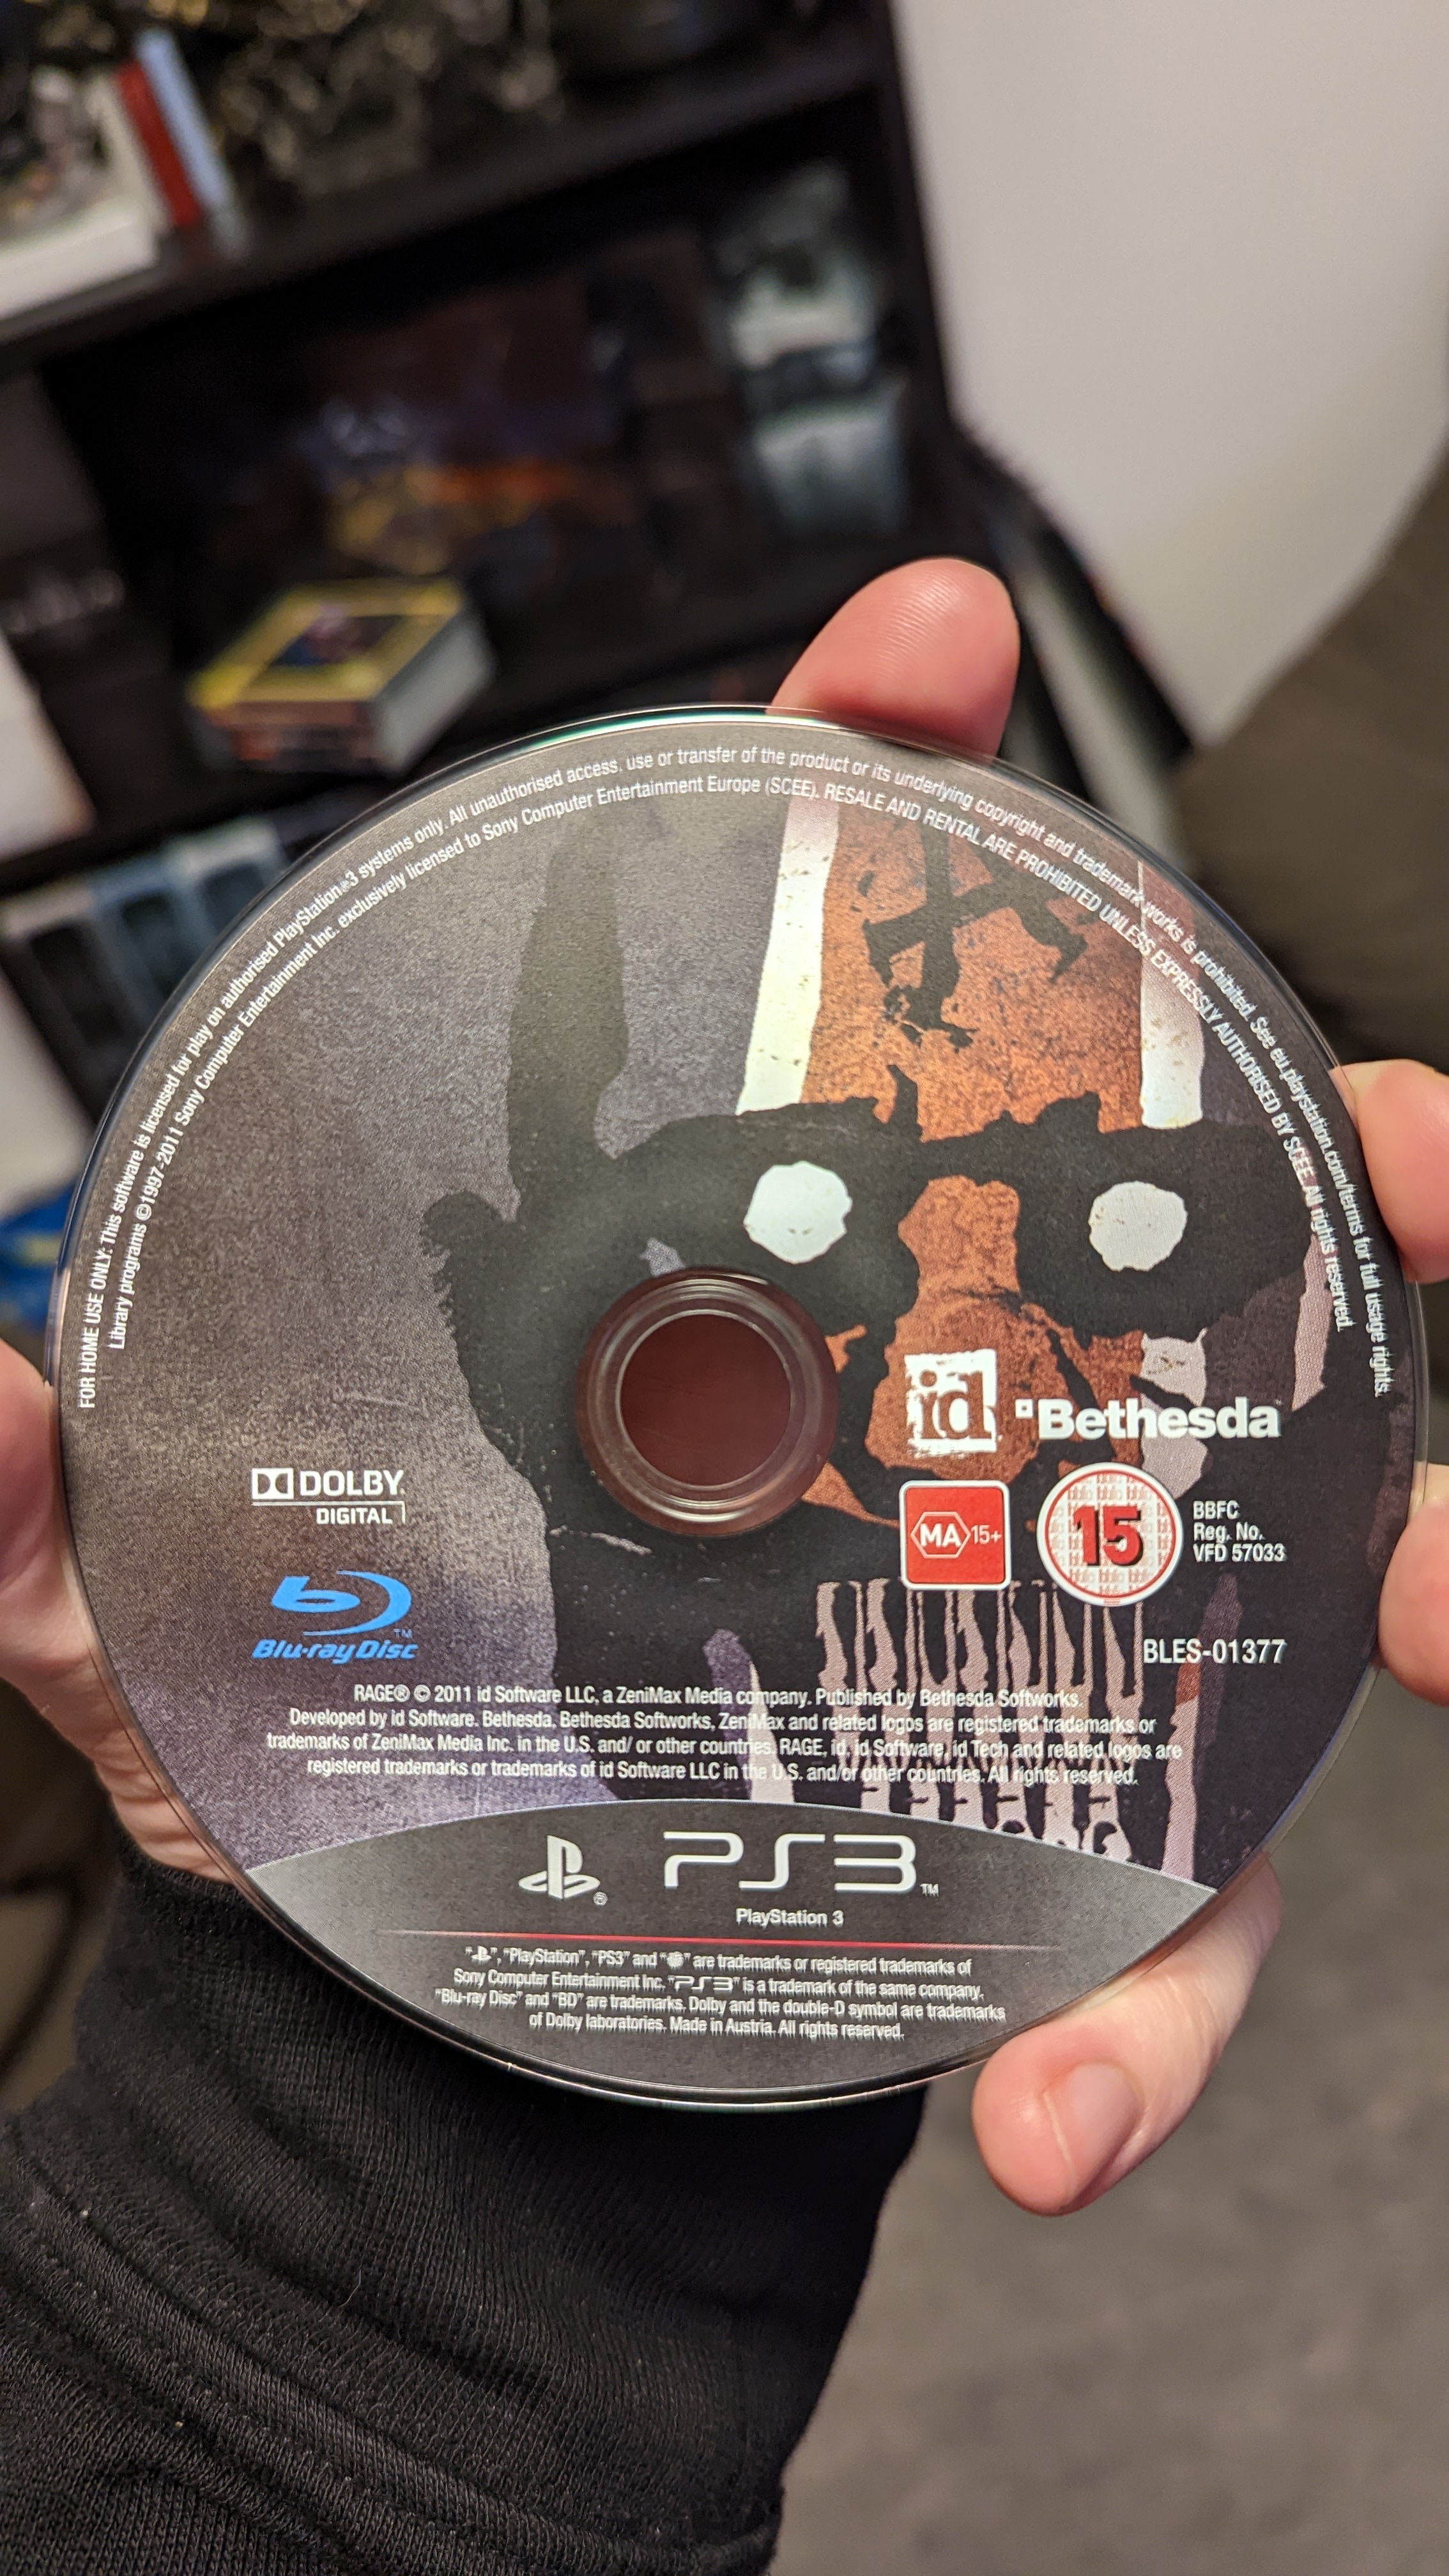 FOR HOME USE ONLY: This software is licensed for play on authorised PlayStation®3 systems only. All unauthorised access, use or transfer of the product or its underlying copyright and trademark works is prohibited. See eu.playstation.com/terms for full usage rights.
Library programs ©1997-2011 Sony Computer Entertainment Inc. exclusively licensed to Sony Computer Entertainment Europe (SCEE). RESALE AND RENTAL ARE PROHIBITED UNLESS EXPRESSLY AUTHORISED BY SCEE. All rights reserved.
id Bethesda
DOLBY
DIGITAL
MA 15+
15
BBFC
Reg. No.
VFD 57033
Blu-ray Disc™
BLES-01377
RAGE® © 2011 id Software LLC, a ZeniMax Media company. Published by Bethesda Softworks.
Developed by id Software. Bethesda, Bethesda Softworks, ZeniMax and related logos are registered trademarks or
trademarks of ZeniMax Media Inc. in the U.S. and/ or other countries. RAGE, id, id Software, id Tech and related logos are
registered trademarks or trademarks of id Software LLC in the U.S. and/or other countries. All rights reserved.
® PS3™
PlayStation 3
" ", "PlayStation", "PS3" and " " are trademarks or registered trademarks of
Sony Computer Entertainment Inc. "PS3" is a trademark of the same company.
"Blu-ray Disc" and "BD" are trademarks. Dolby and the double-D symbol are trademarks
of Dolby laboratories. Made in Austria. All rights reserved.